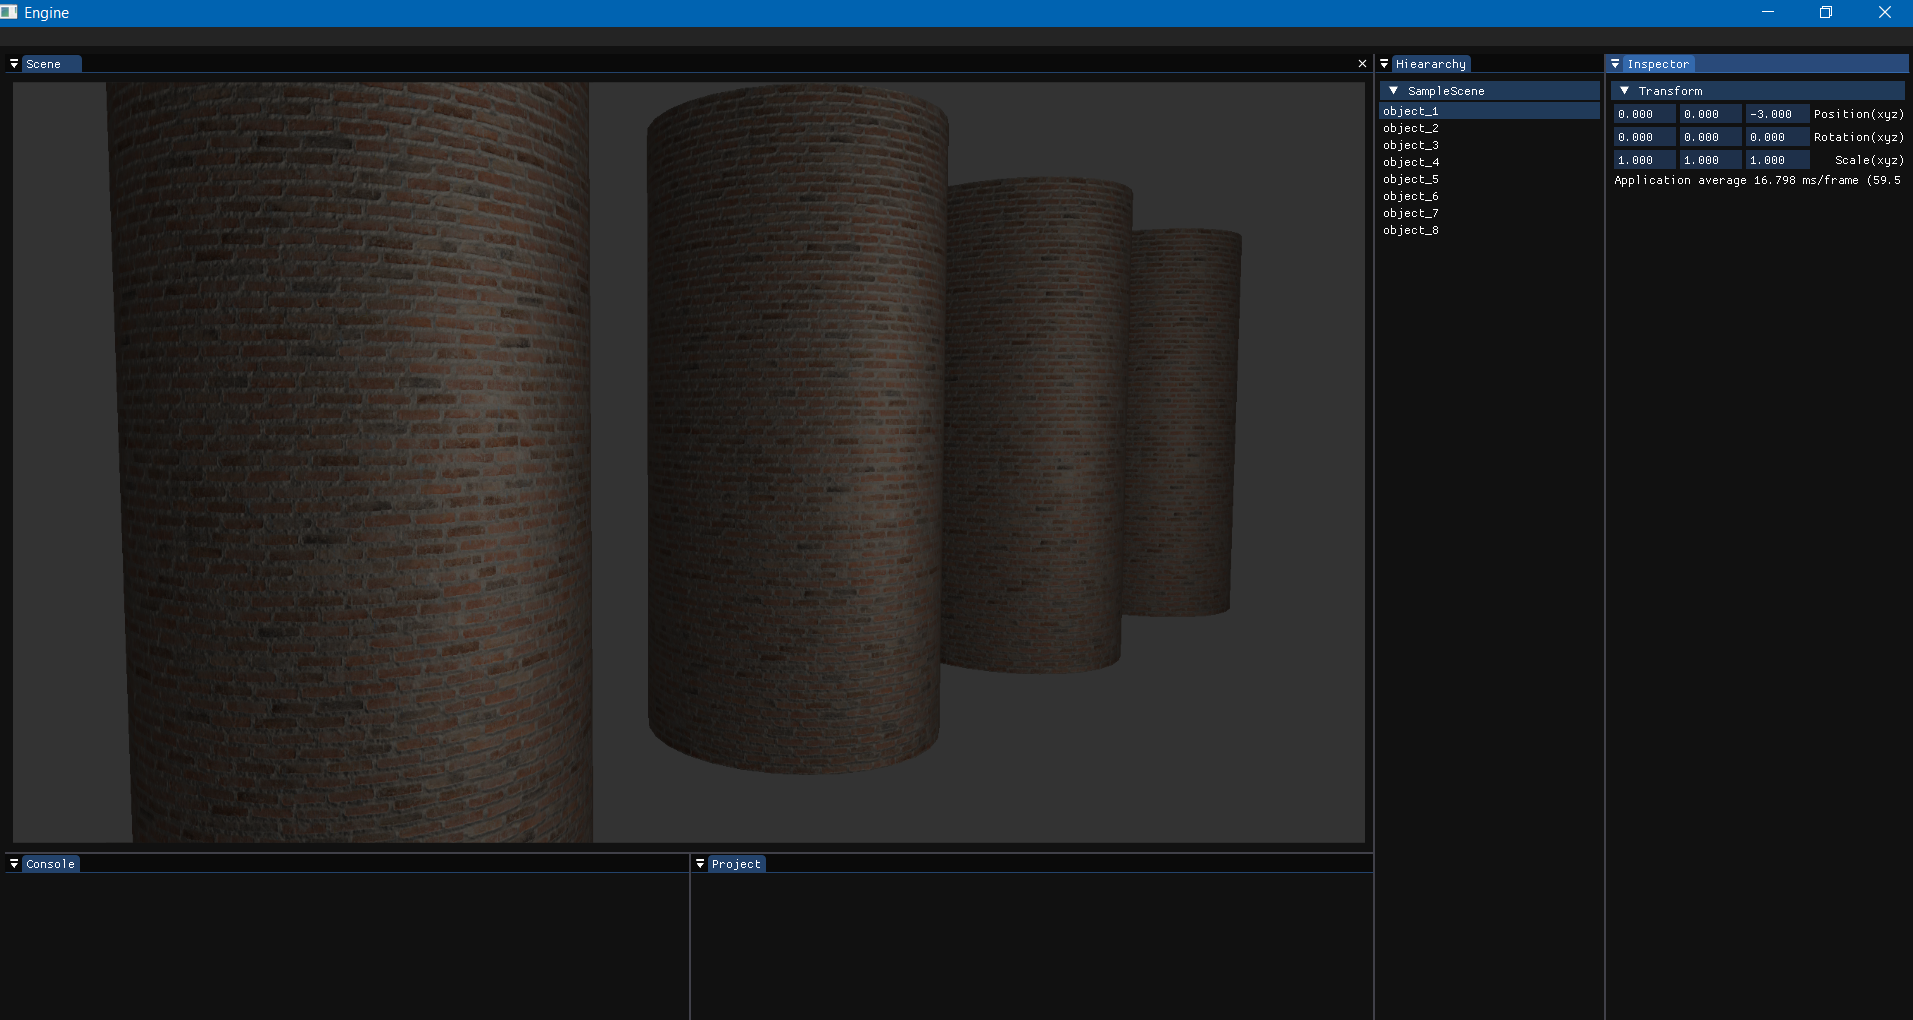 Engine
Scene
Hieararchy
Inspector
SampleScene
Transform
object_1
object_2
object_3
object_4
object_5
object_6
object_7
object_8
0.000 0.000 -3.000 Position(xyz)
0.000 0.000 0.000 Rotation(xyz)
1.000 1.000 1.000 Scale(xyz)
Application average 16.798 ms/frame (59.5
Console
Project